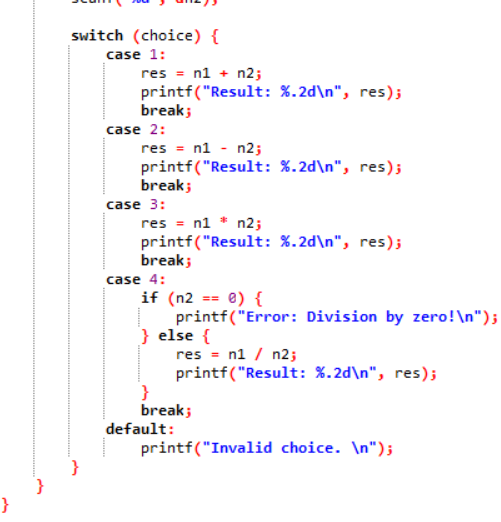 switch (choice) {
case 1:
res = n1 + n2;
printf("Result: %.2d\n", res);
break;
case 2:
res = n1 - n2;
printf("Result: %.2d\n", res);
break;
case 3:
res = n1 * n2;
printf("Result: %.2d\n", res);
break;
case 4:
if (n2 == 0) {
printf("Error: Division by zero!\n");
} else {
res = n1 / n2;
printf("Result: %.2d\n", res);
}
break;
default:
printf("Invalid choice. \n");
}
}
}